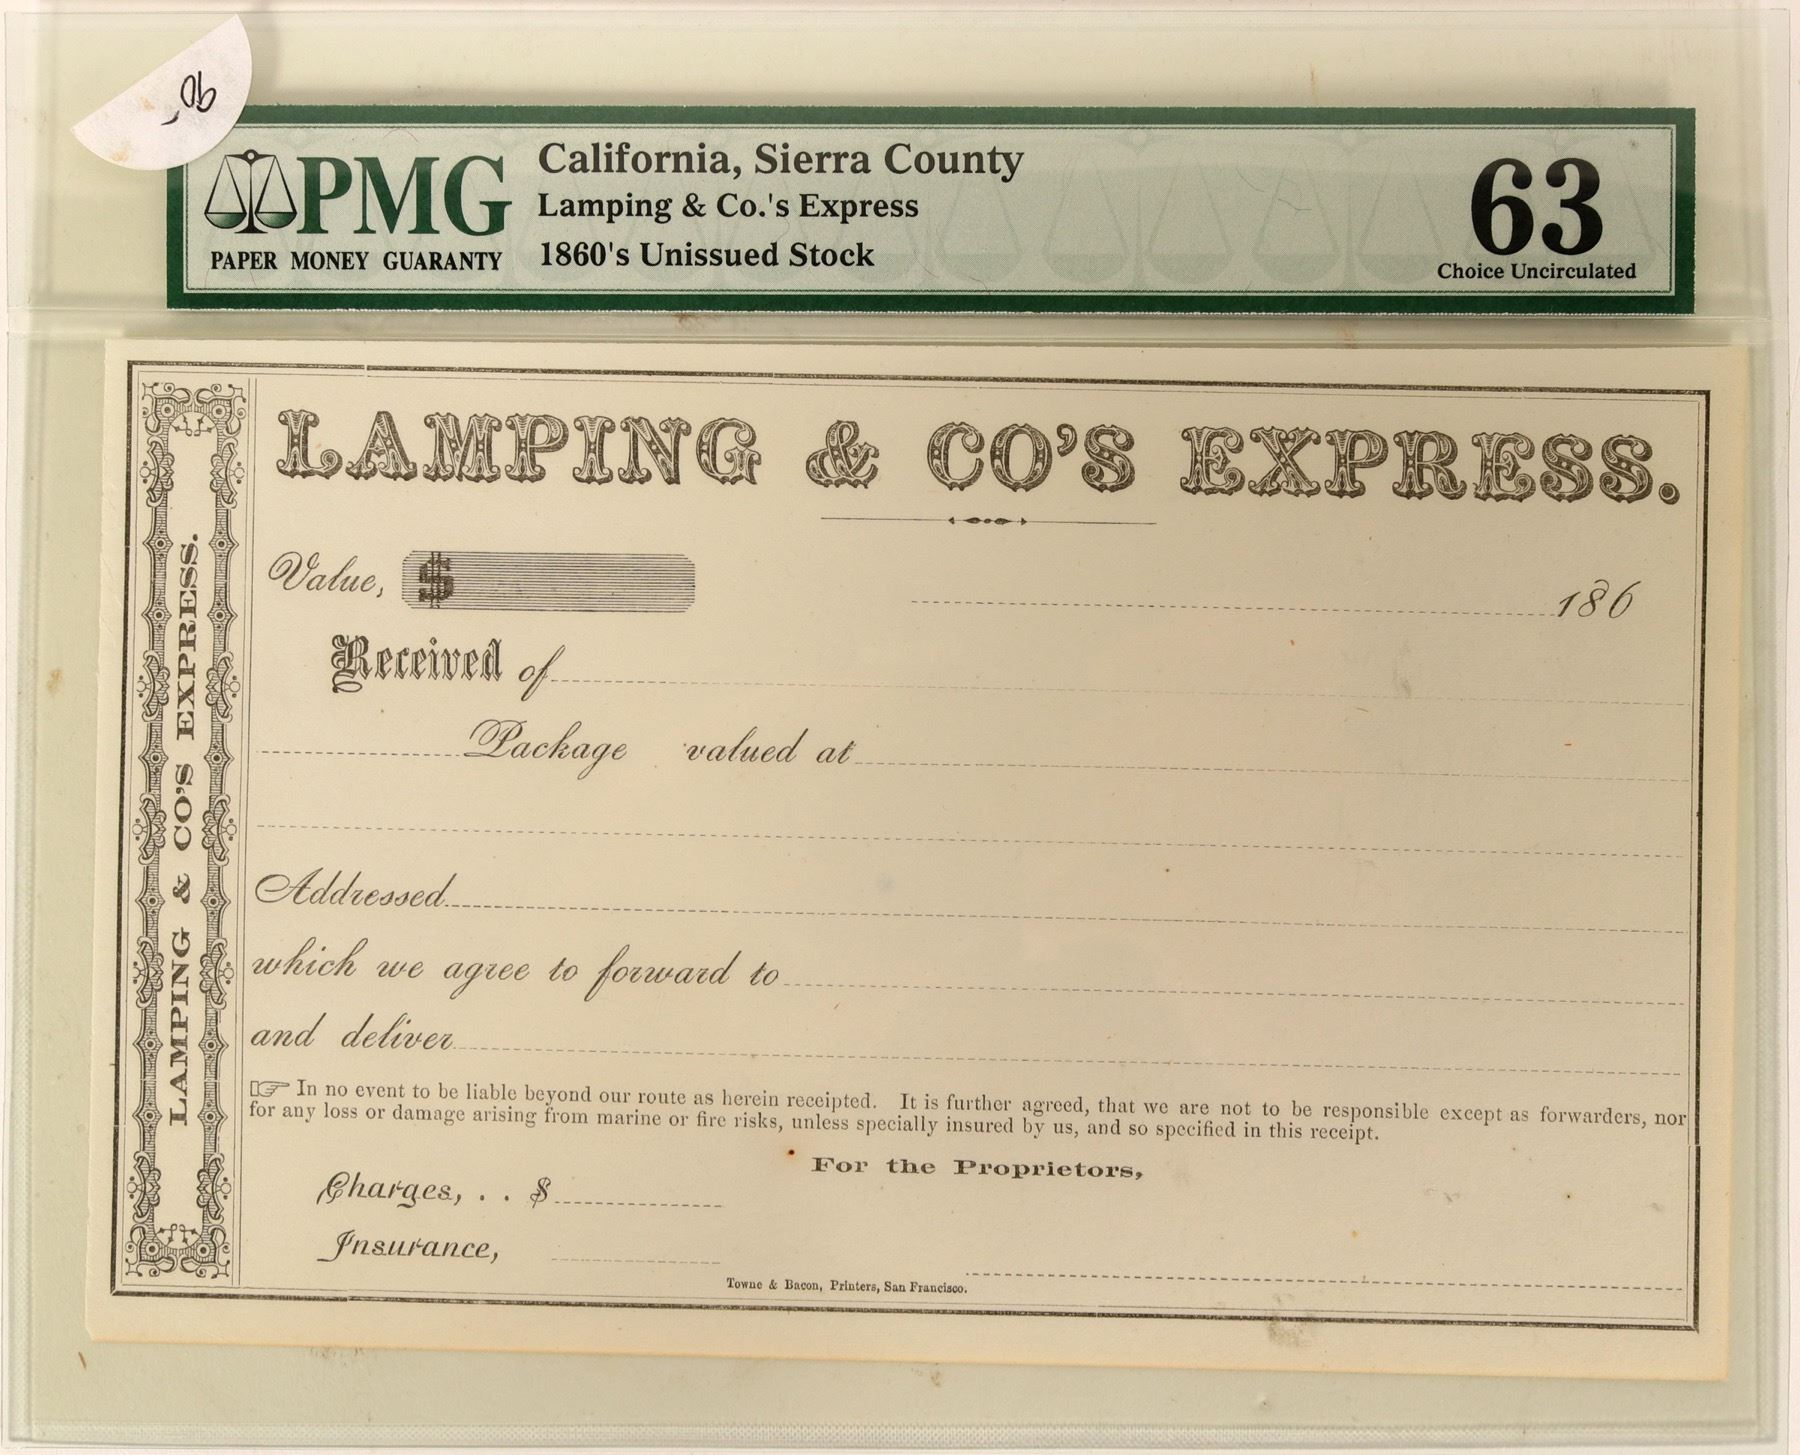 90-
PMG
PAPER MONEY GUARANTY
California, Sierra County
Lamping & Co.'s Express
1860's Unissued Stock
63
Choice Uncirculated
LAMPING & CO'S EXPRESS.
LAMPING & CO'S EXPRESS.
Value, $
186
Received of
Package valued at
Addressed
which we agree to forward to
and deliver
☞ In no event to be liable beyond our route as herein receipted. It is further agreed, that we are not to be responsible except as forwarders, nor
for any loss or damage arising from marine or fire risks, unless specially insured by us, and so specified in this receipt.
For the Proprietors,
Charges, . . $
Insurance,
Towne & Bacon, Printers, San Francisco.